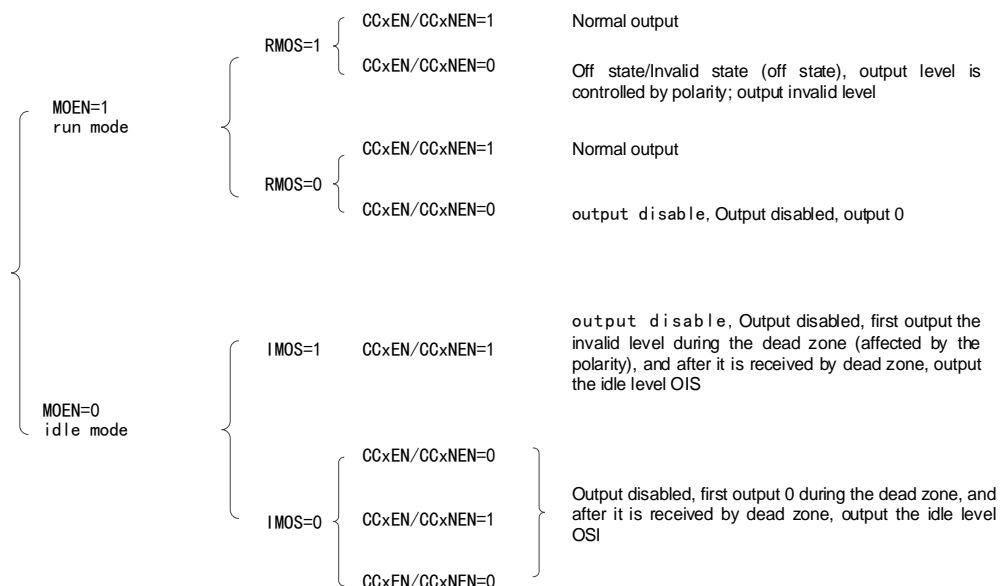 CCxEN/CCxNEN=1 Normal output
RMOS=1
CCxEN/CCxNEN=0 Off state/Invalid state (off state), output level is
controlled by polarity; output invalid level
MOEN=1
run mode
CCxEN/CCxNEN=1 Normal output
RMOS=0
CCxEN/CCxNEN=0 output disable, Output disabled, output 0
output disable, Output disabled, first output the
IMOS=1 CCxEN/CCxNEN=1 invalid level during the dead zone (affected by the
polarity), and after it is received by dead zone, output
the idle level OIS
MOEN=0
idle mode
CCxEN/CCxNEN=0
Output disabled, first output 0 during the dead zone, and
IMOS=0 CCxEN/CCxNEN=1 after it is received by dead zone, output the idle level
OSI
CCxEN/CCxNEN=0